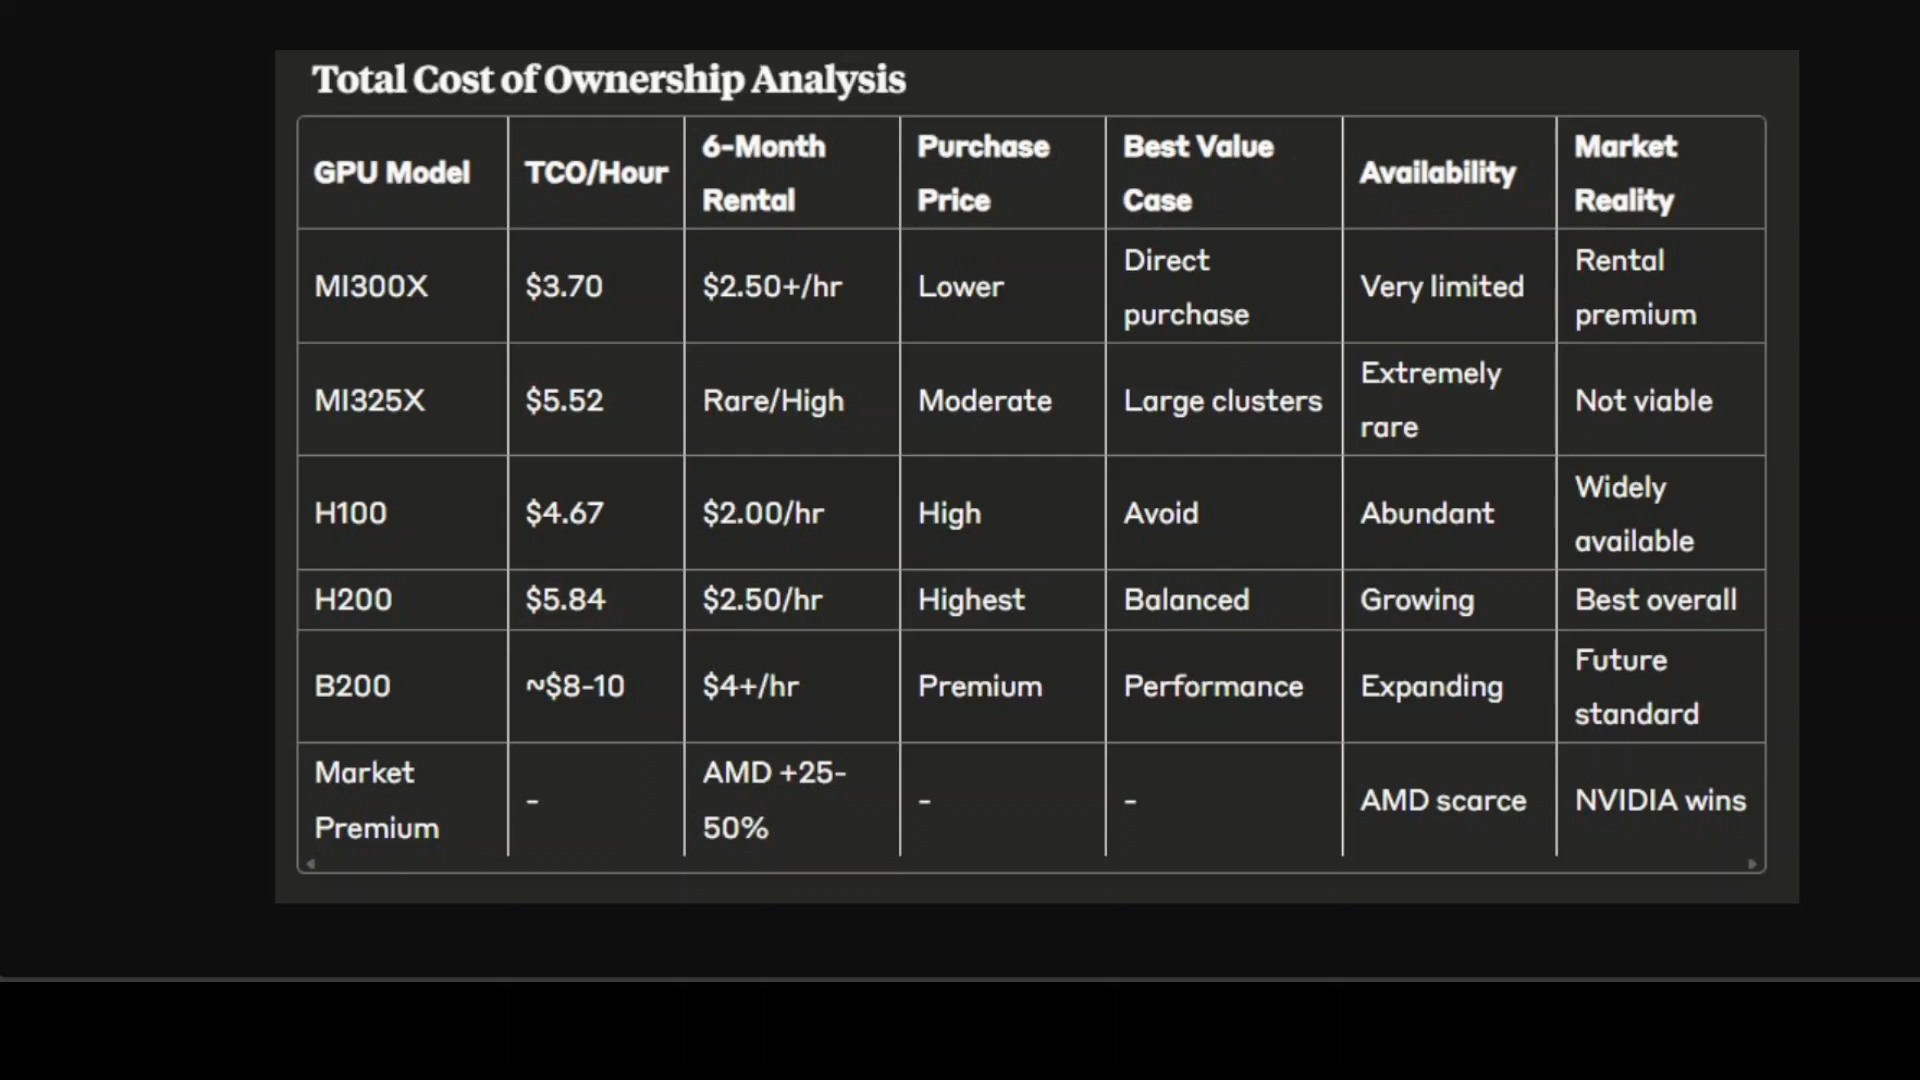 Total Cost of Ownership Analysis
GPU Model TCO/Hour 6-Month Rental Purchase Price Best Value Case Availability Market Reality
MI300X $3.70 $2.50+/hr Lower Direct purchase Very limited Rental premium
MI325X $5.52 Rare/High Moderate Large clusters Extremely rare Not viable
H100 $4.67 $2.00/hr High Avoid Abundant Widely available
H200 $5.84 $2.50/hr Highest Balanced Growing Best overall
B200 ~$8-10 $4+/hr Premium Performance Expanding Future standard
Market Premium - AMD +25-50% - - AMD scarce NVIDIA wins